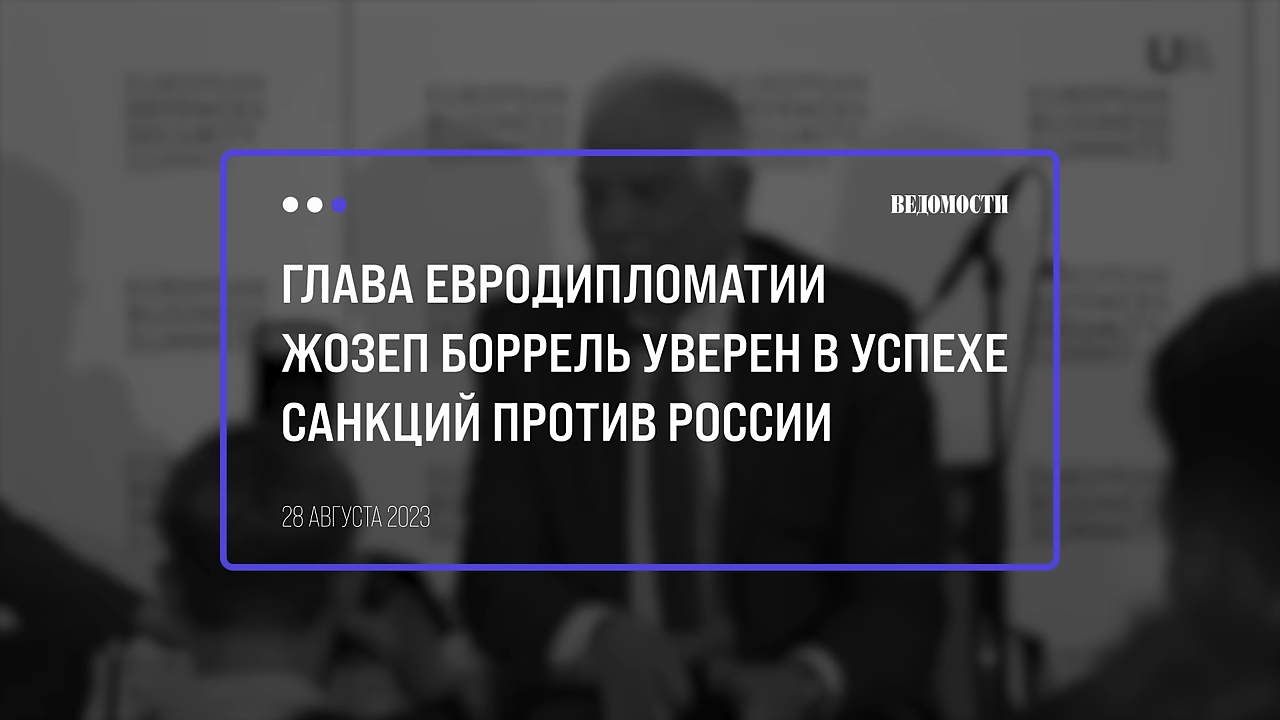 ВЕДОМОСТИ
ГЛАВА ЕВРОДИПЛОМАТИИ
ЖОЗЕП БОРРЕЛЬ УВЕРЕН В УСПЕХЕ
САНКЦИЙ ПРОТИВ РОССИИ
28 АВГУСТА 2023